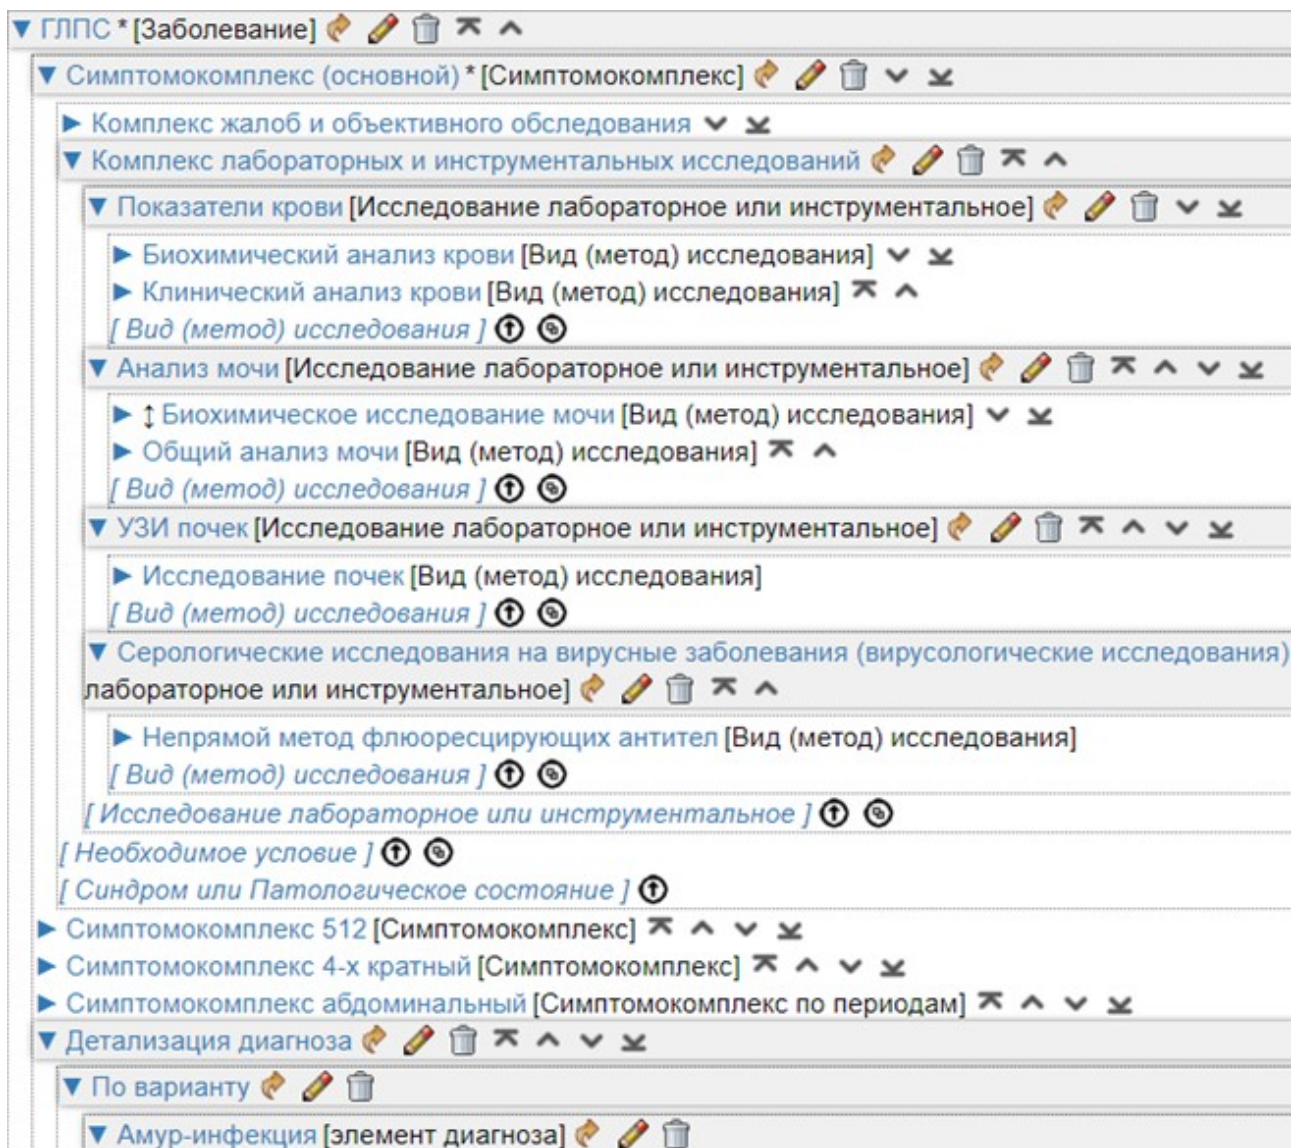 ГЛПС * [Заболевание]
Симптомокомплекс (основной) * [Симптомокомплекс]
Комплекс жалоб и объективного обследования
Комплекс лабораторных и инструментальных исследований
Показатели крови [Исследование лабораторное или инструментальное]
Биохимический анализ крови [Вид (метод) исследования]
Клинический анализ крови [Вид (метод) исследования]
[ Вид (метод) исследования ]
Анализ мочи [Исследование лабораторное или инструментальное]
Биохимическое исследование мочи [Вид (метод) исследования]
Общий анализ мочи [Вид (метод) исследования]
[ Вид (метод) исследования ]
УЗИ почек [Исследование лабораторное или инструментальное]
Исследование почек [Вид (метод) исследования]
[ Вид (метод) исследования ]
Серологические исследования на вирусные заболевания (вирусологические исследования)
лабораторное или инструментальное]
Непрямой метод флюоресцирующих антител [Вид (метод) исследования]
[ Вид (метод) исследования ]
[ Исследование лабораторное или инструментальное ]
[ Необходимое условие ]
[ Синдром или Патологическое состояние ]
Симптомокомплекс 512 [Симптомокомплекс]
Симптомокомплекс 4-х кратный [Симптомокомплекс]
Симптомокомплекс абдоминальный [Симптомокомплекс по периодам]
Детализация диагноза
По варианту
Амур-инфекция [элемент диагноза]